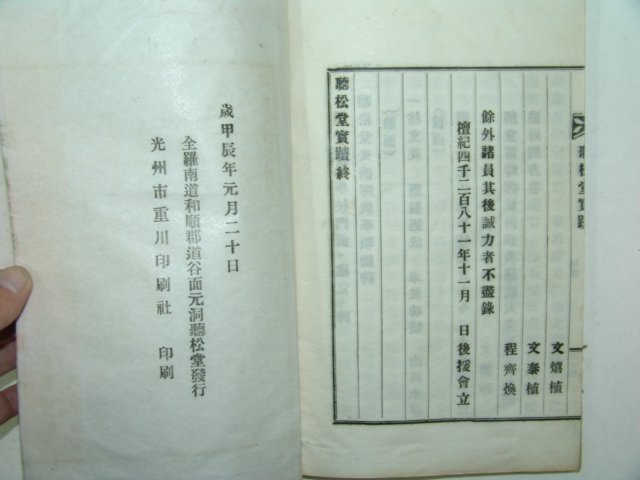 聽松堂實蹟
文嬉植
文泰植
程齊煥
餘外諸員其後誠力者不盡錄
檀紀四千二百八十一年十一月 日後援會立
聽松堂實蹟終
歲甲辰年元月二十日
全羅南道和順郡道谷面元洞聽松堂發行
光州市重川印刷社 印刷